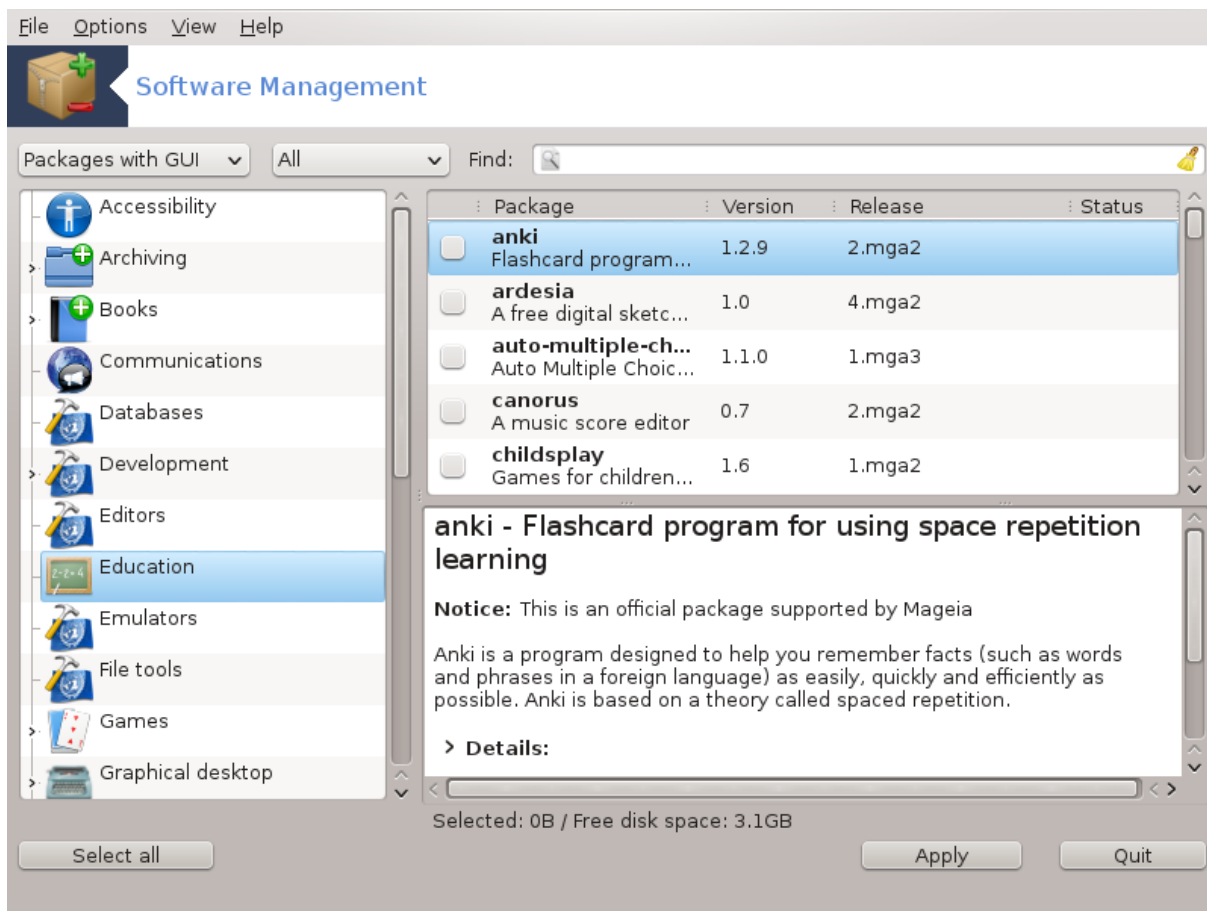 File Options View Help
Software Management
Packages with GUI All Find:
Accessibility
Archiving
Books
Communications
Databases
Development
Editors
Education
Emulators
File tools
Games
Graphical desktop
Package Version Release Status
anki 1.2.9 2.mga2
Flashcard program...
ardesia 1.0 4.mga2
A free digital sketc...
auto-multiple-ch... 1.1.0 1.mga3
Auto Multiple Choic...
canorus 0.7 2.mga2
A music score editor
childsplay 1.6 1.mga2
Games for children...
anki - Flashcard program for using space repetition
learning
Notice: This is an official package supported by Mageia
Anki is a program designed to help you remember facts (such as words
and phrases in a foreign language) as easily, quickly and efficiently as
possible. Anki is based on a theory called spaced repetition.
Details:
Selected: 0B / Free disk space: 3.1GB
Select all Apply Quit